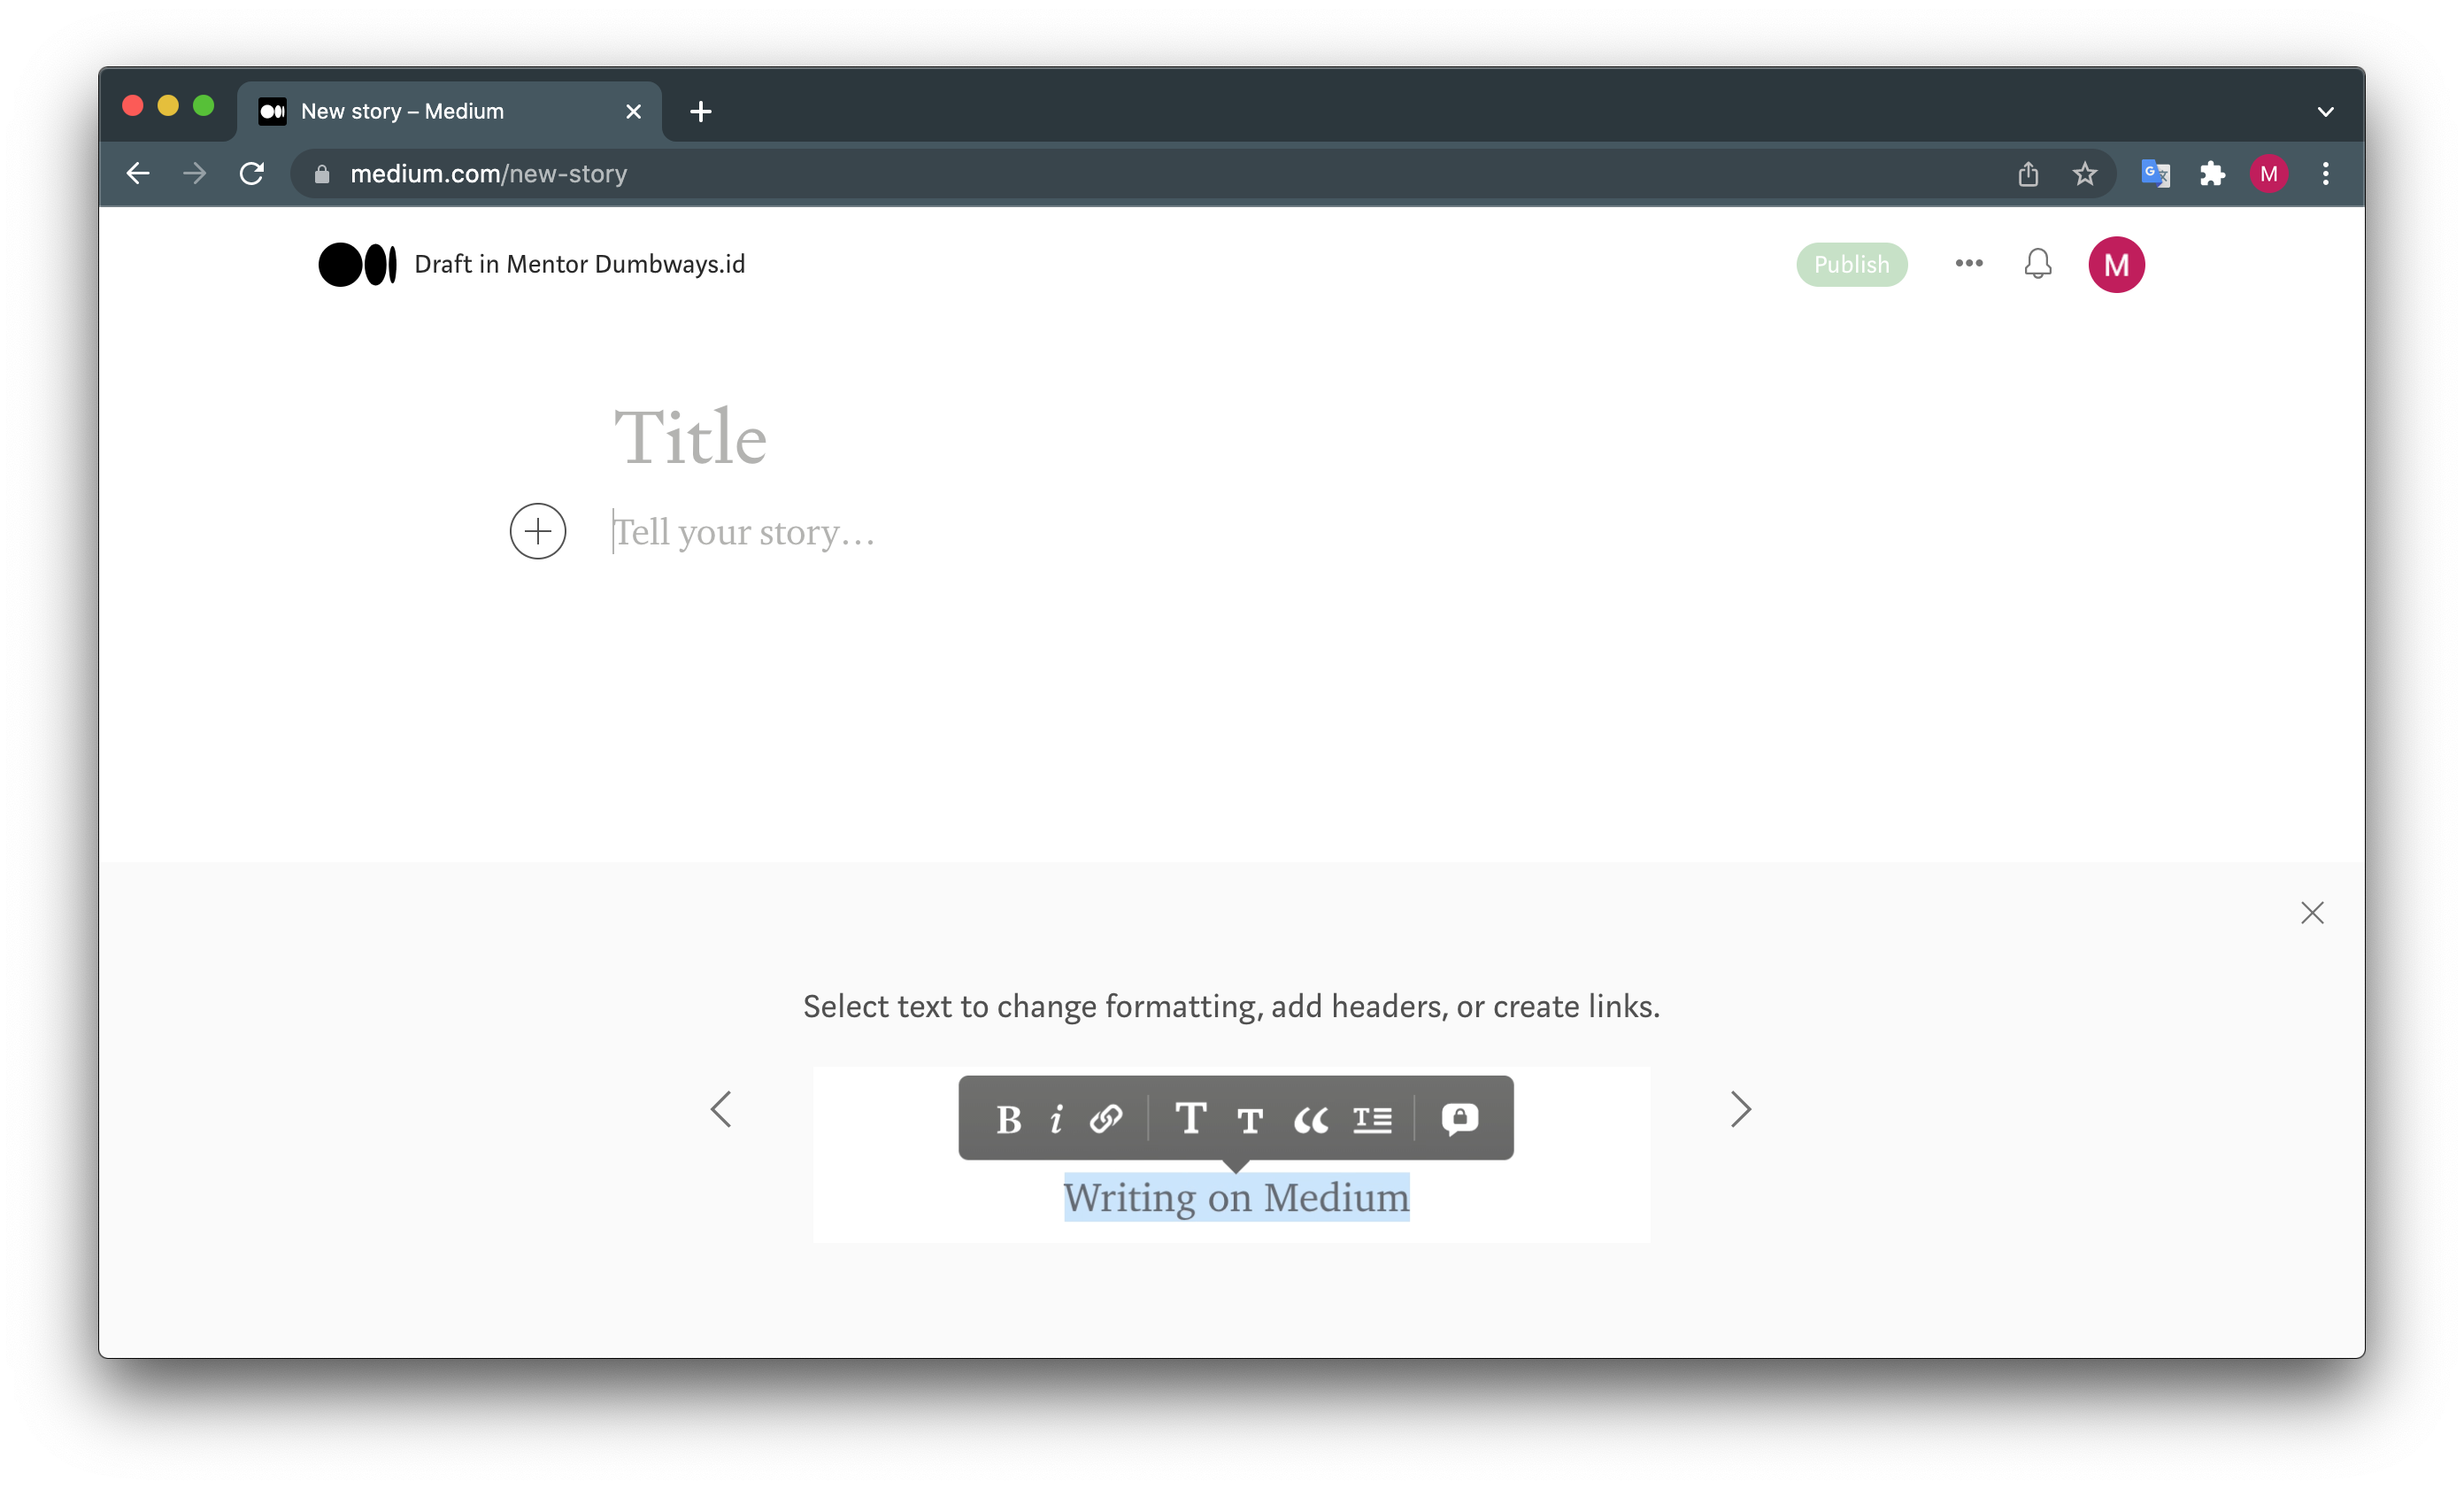 New story – Medium
medium.com/new-story
M
Draft in Mentor Dumbways.id
Publish
M
Title
Tell your story…
Select text to change formatting, add headers, or create links.
B i T T “ T
Writing on Medium